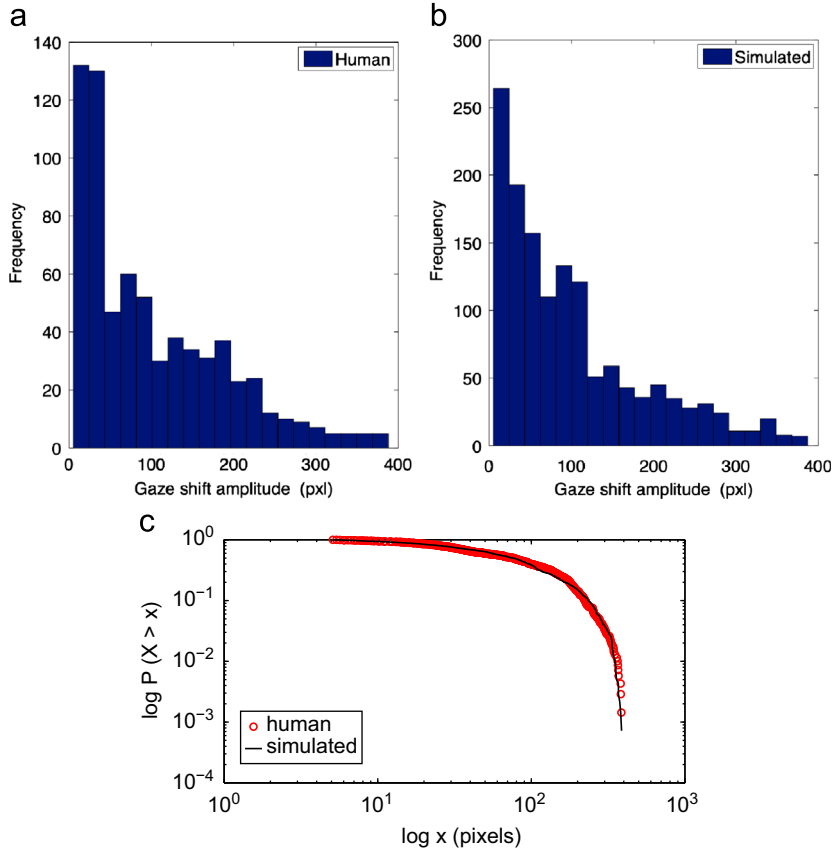 a
140
120
100
80
60
40
20
0
Frequency
Human
0 100 200 300 400
Gaze shift amplitude (pxl)
b
300
250
200
150
100
50
0
Frequency
Simulated
0 100 200 300 400
Gaze shift amplitude (pxl)
c
10^0
10^-1
10^-2
10^-3
10^-4
log P (X > x)
human
simulated
10^0 10^1 10^2 10^3
log x (pixels)